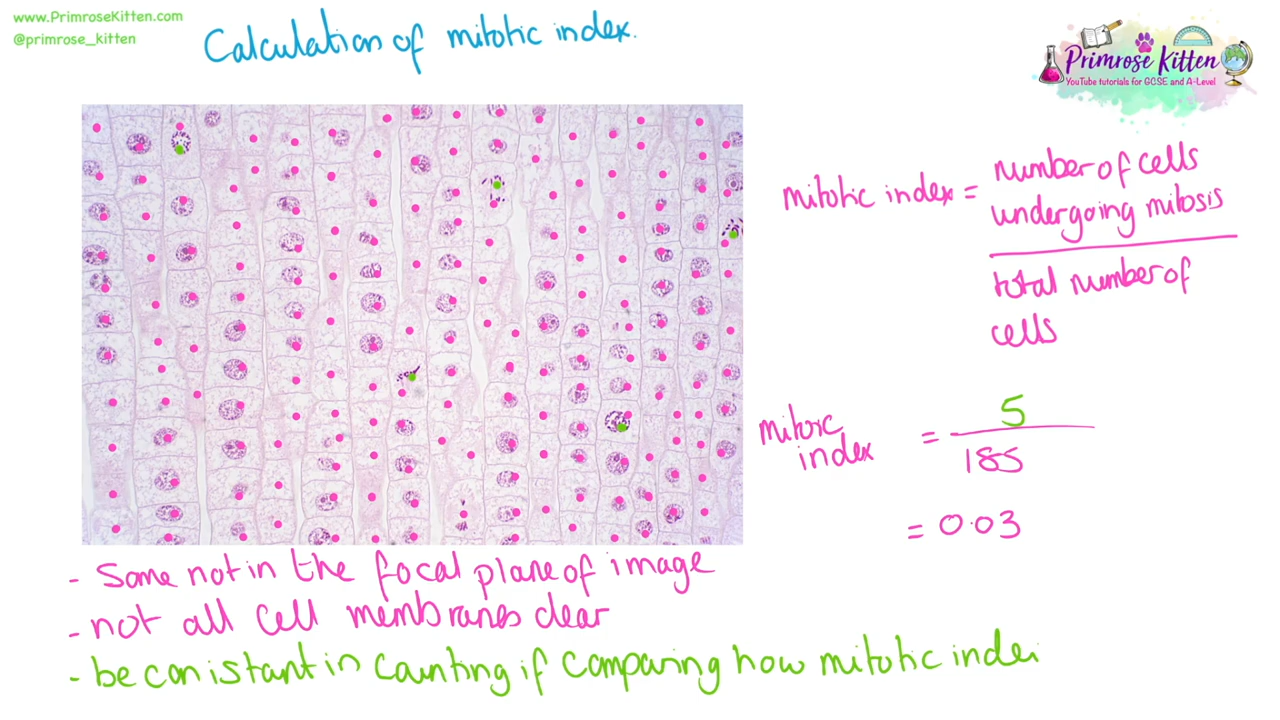 www.PrimroseKitten.com
@primrose_kitten
Calculation of mitotic index.
Primrose Kitten
YouTube tutorials for GCSE and A-Level
mitotic index = number of cells
undergoing mitosis
total number of
cells
mitotic
index
= 5
185
= 0.03
- Some not in the focal plane of image
- not all cell membranes clear
- be conistant in counting if comparing how mitotic index